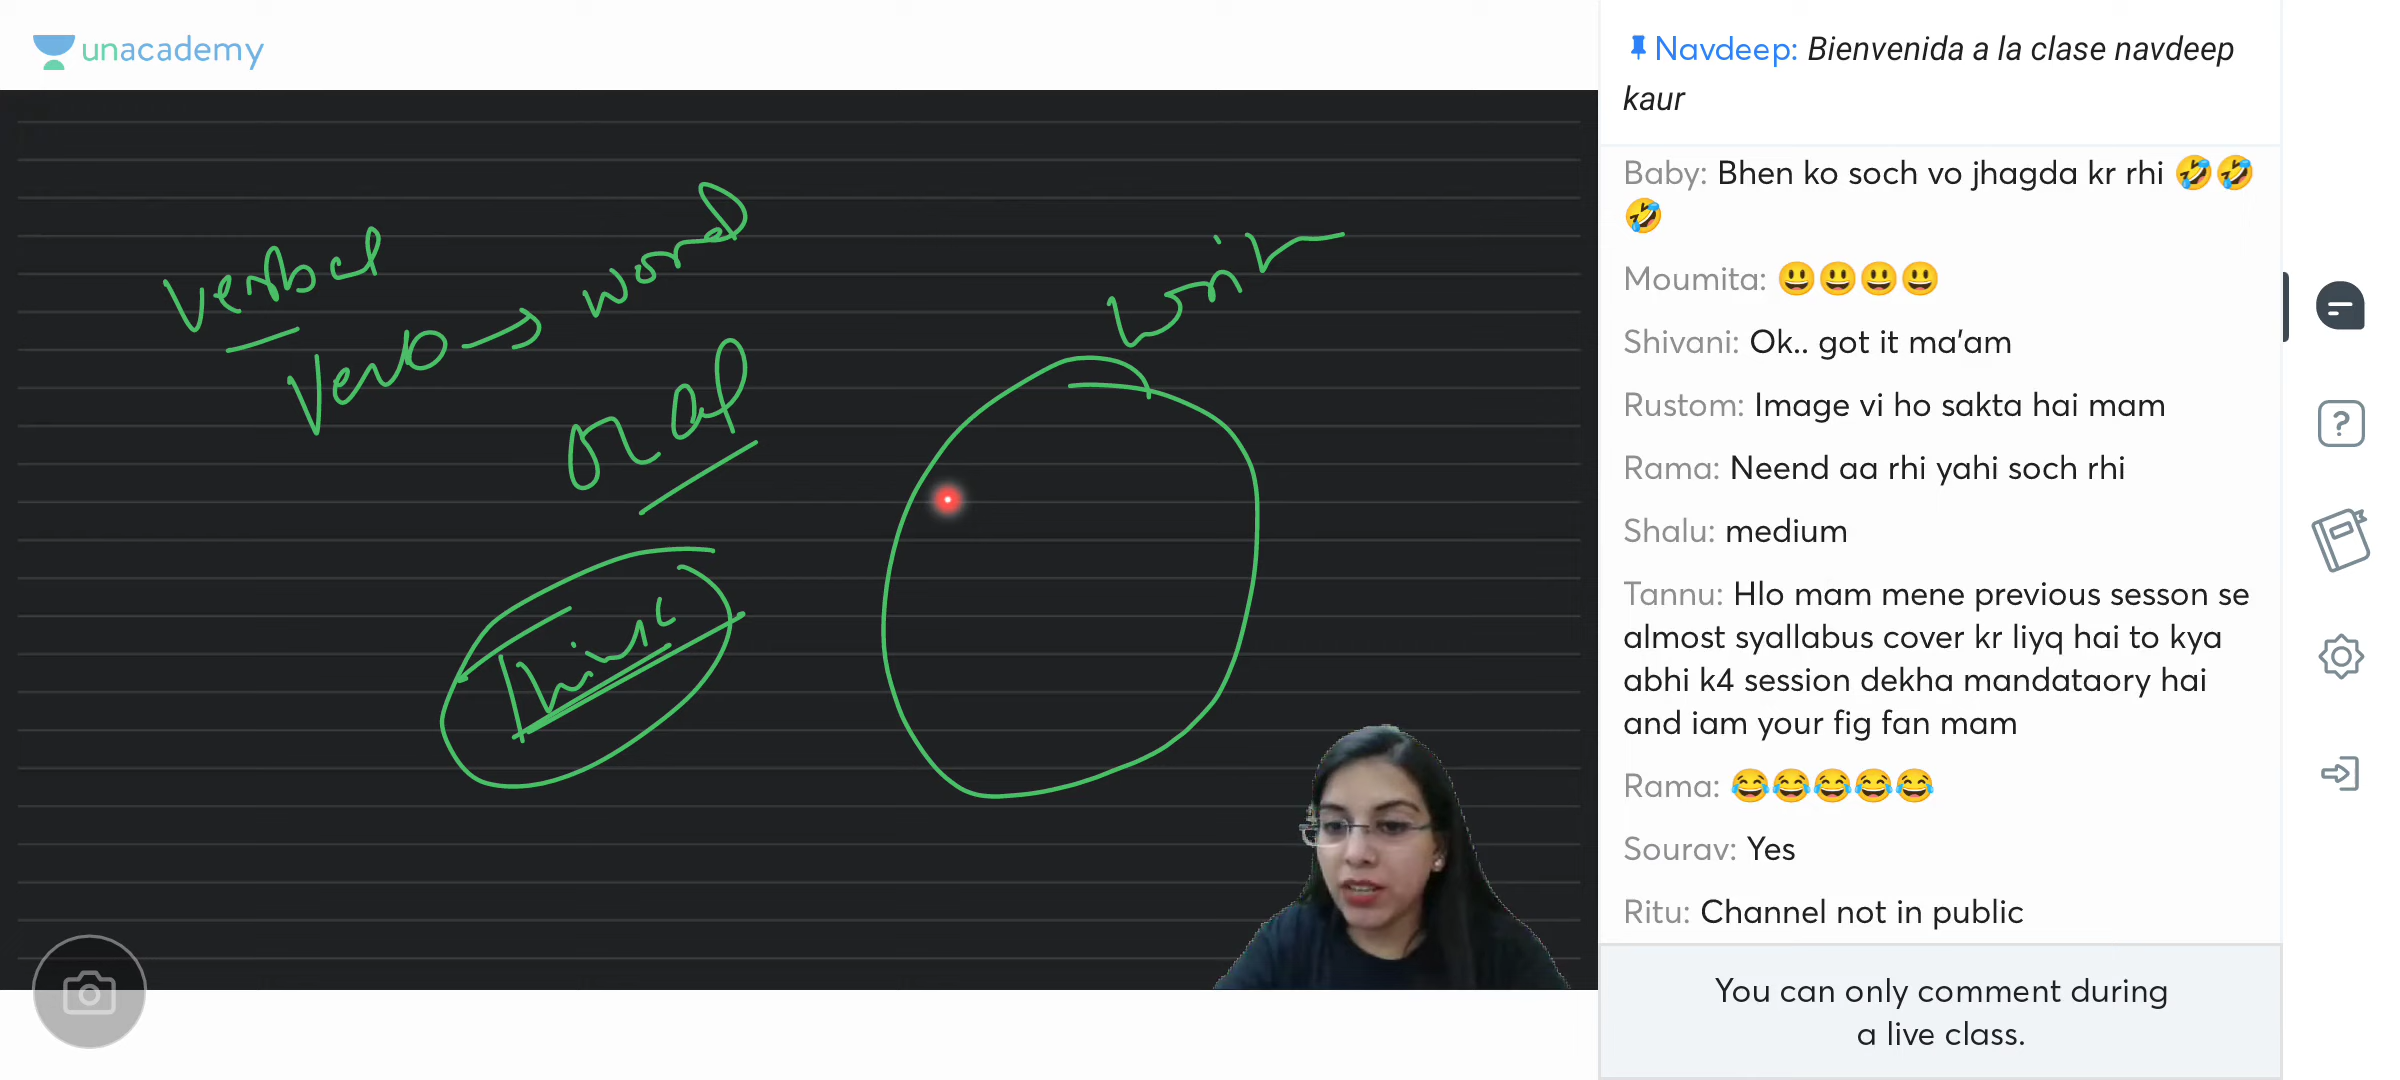 unacademy
verbal
verb → word
oral
Think
writ
Navdeep: Bienvenida a la clase navdeep
kaur
Baby: Bhen ko soch vo jhagda kr rhi 🤣🤣
🤣
Moumita: 😃😃😃😃
Shivani: Ok.. got it ma'am
Rustom: Image vi ho sakta hai mam
Rama: Neend aa rhi yahi soch rhi
Shalu: medium
Tannu: Hlo mam mene previous sesson se
almost syallabus cover kr liyq hai to kya
abhi k4 session dekha mandataory hai
and iam your fig fan mam
Rama: 😂😂😂😂😂
Sourav: Yes
Ritu: Channel not in public
You can only comment during
a live class.